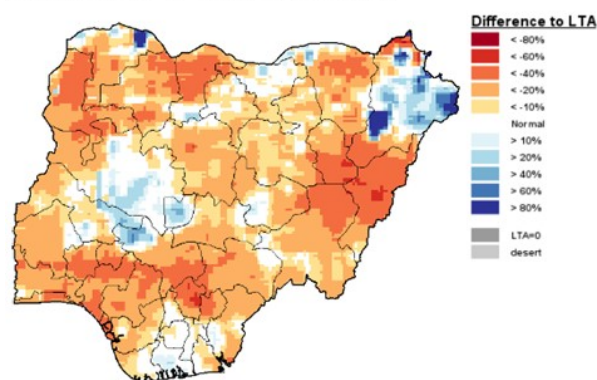 Difference to LTA
< -80%
< -60%
< -40%
< -20%
< -10%
Normal
> 10%
> 20%
> 40%
> 60%
> 80%
LTA=0
desert